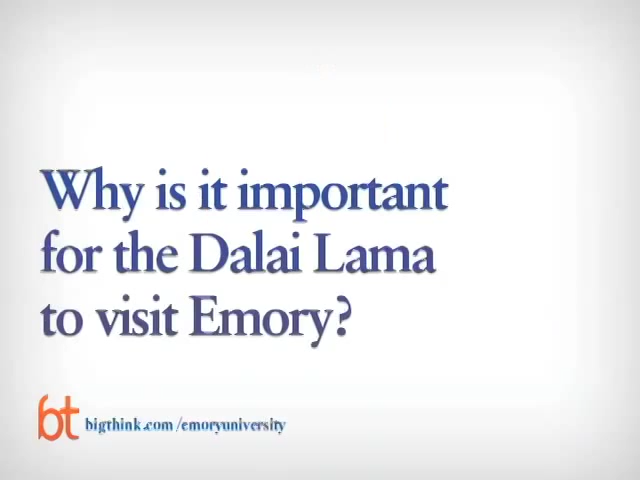 Why is it important
for the Dalai Lama
to visit Emory?
bt bigthink.com/emoryuniversity